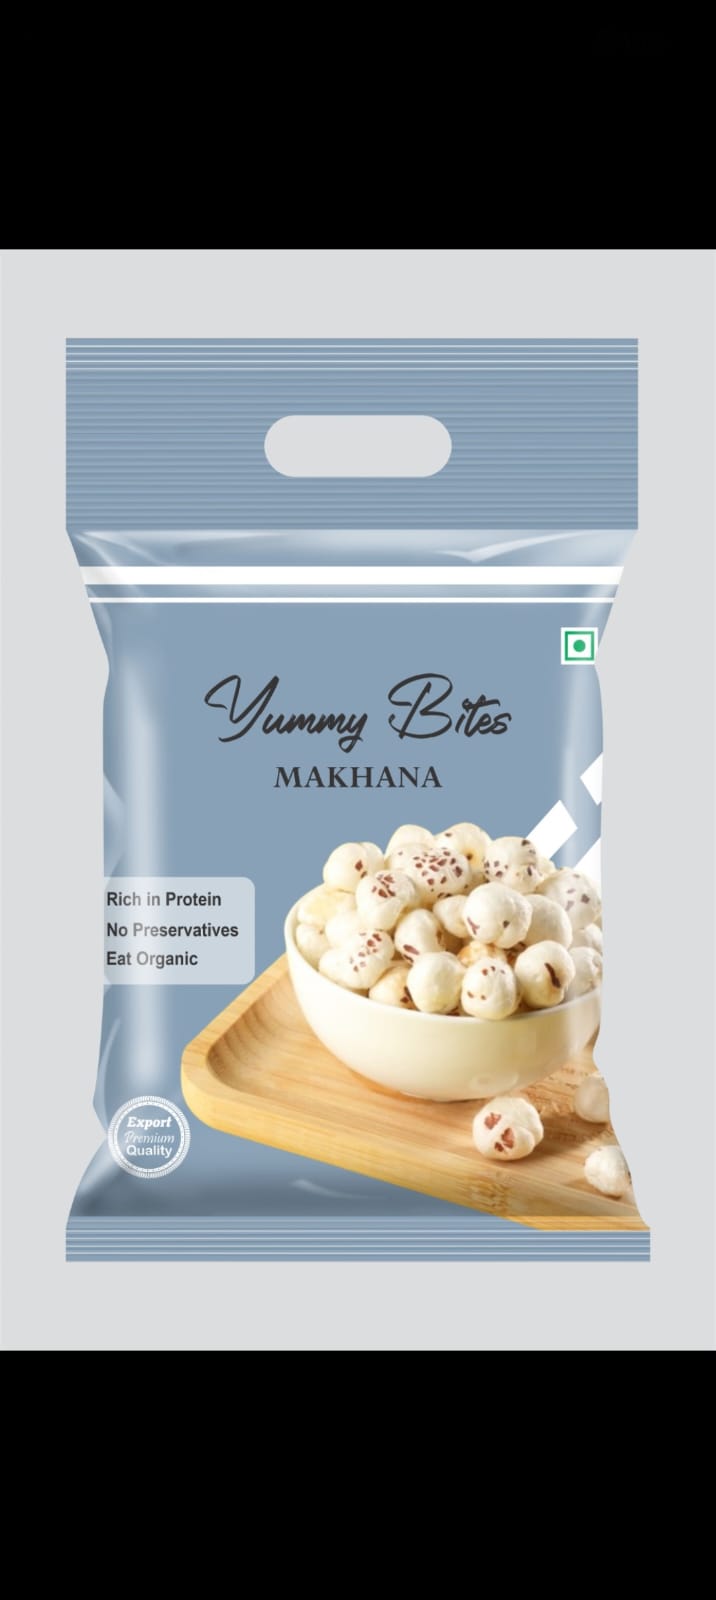 Yummy Bites
MAKHANA
Rich in Protein
No Preservatives
Eat Organic
Export
Premium
Quality